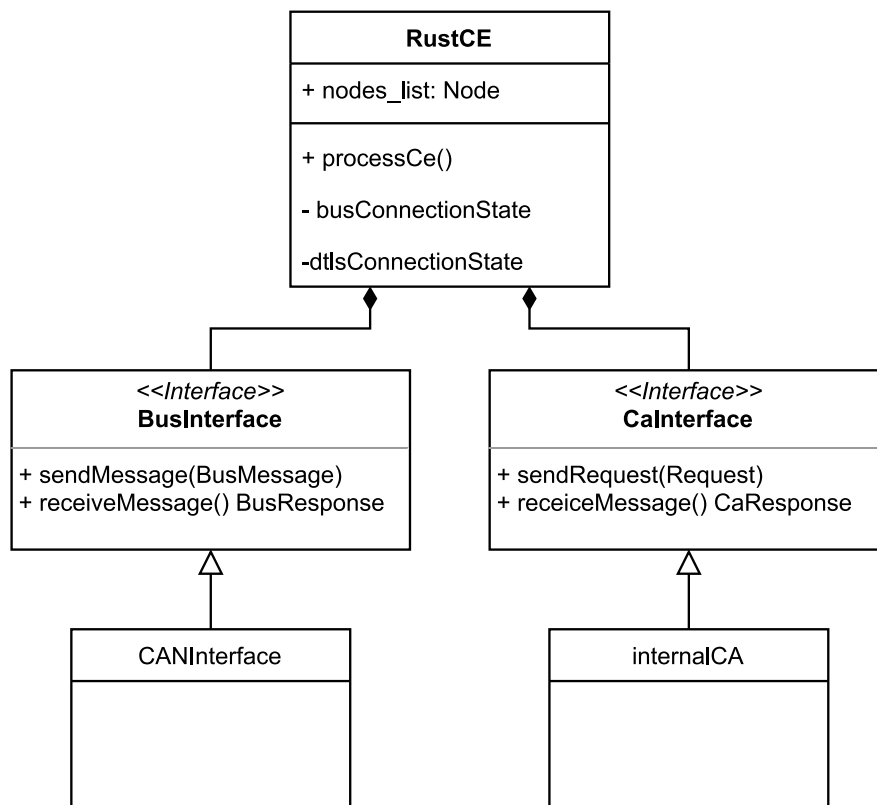 RustCE
+ nodes_list: Node
+ processCe()
- busConnectionState
-dtlsConnectionState
<<Interface>>
BusInterface
+ sendMessage(BusMessage)
+ receiveMessage() BusResponse
<<Interface>>
CaInterface
+ sendRequest(Request)
+ receiceMessage() CaResponse
CANInterface
internalCA